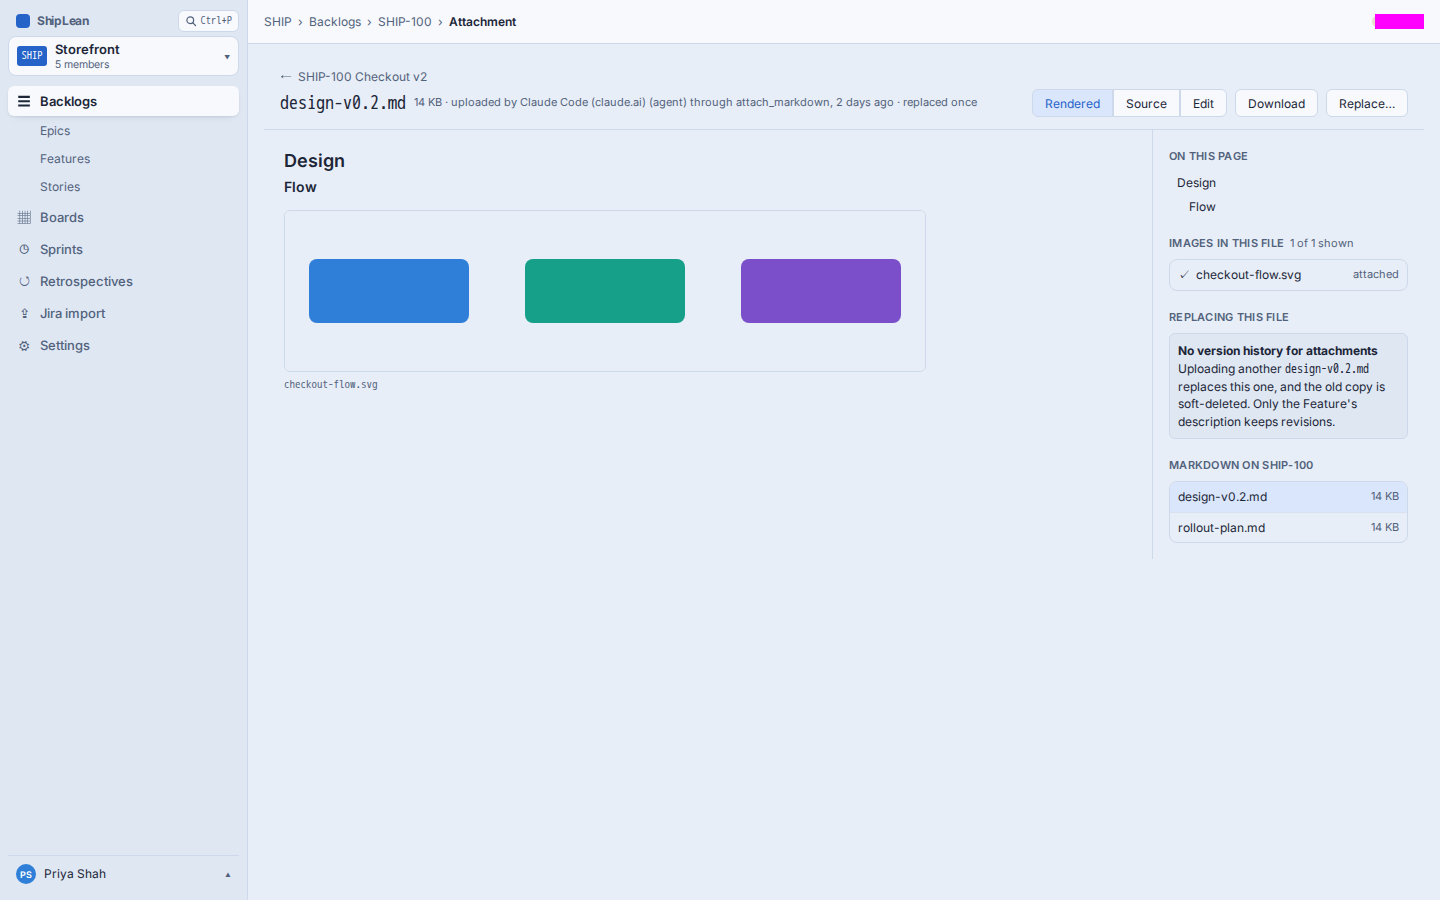 ShipLean
Ctrl+P
SHIP
Storefront
5 members
Backlogs
Epics
Features
Stories
Boards
Sprints
Retrospectives
Jira import
Settings
PS
Priya Shah
SHIP › Backlogs › SHIP-100 › Attachment
← SHIP-100 Checkout v2
design-v0.2.md 14 KB · uploaded by Claude Code (claude.ai) (agent) through attach_markdown, 2 days ago · replaced once
Rendered Source Edit Download Replace...
Design
Flow
checkout-flow.svg
ON THIS PAGE
Design
Flow
IMAGES IN THIS FILE 1 of 1 shown
✓ checkout-flow.svg attached
REPLACING THIS FILE
No version history for attachments
Uploading another design-v0.2.md
replaces this one, and the old copy is
soft-deleted. Only the Feature's
description keeps revisions.
MARKDOWN ON SHIP-100
design-v0.2.md 14 KB
rollout-plan.md 14 KB